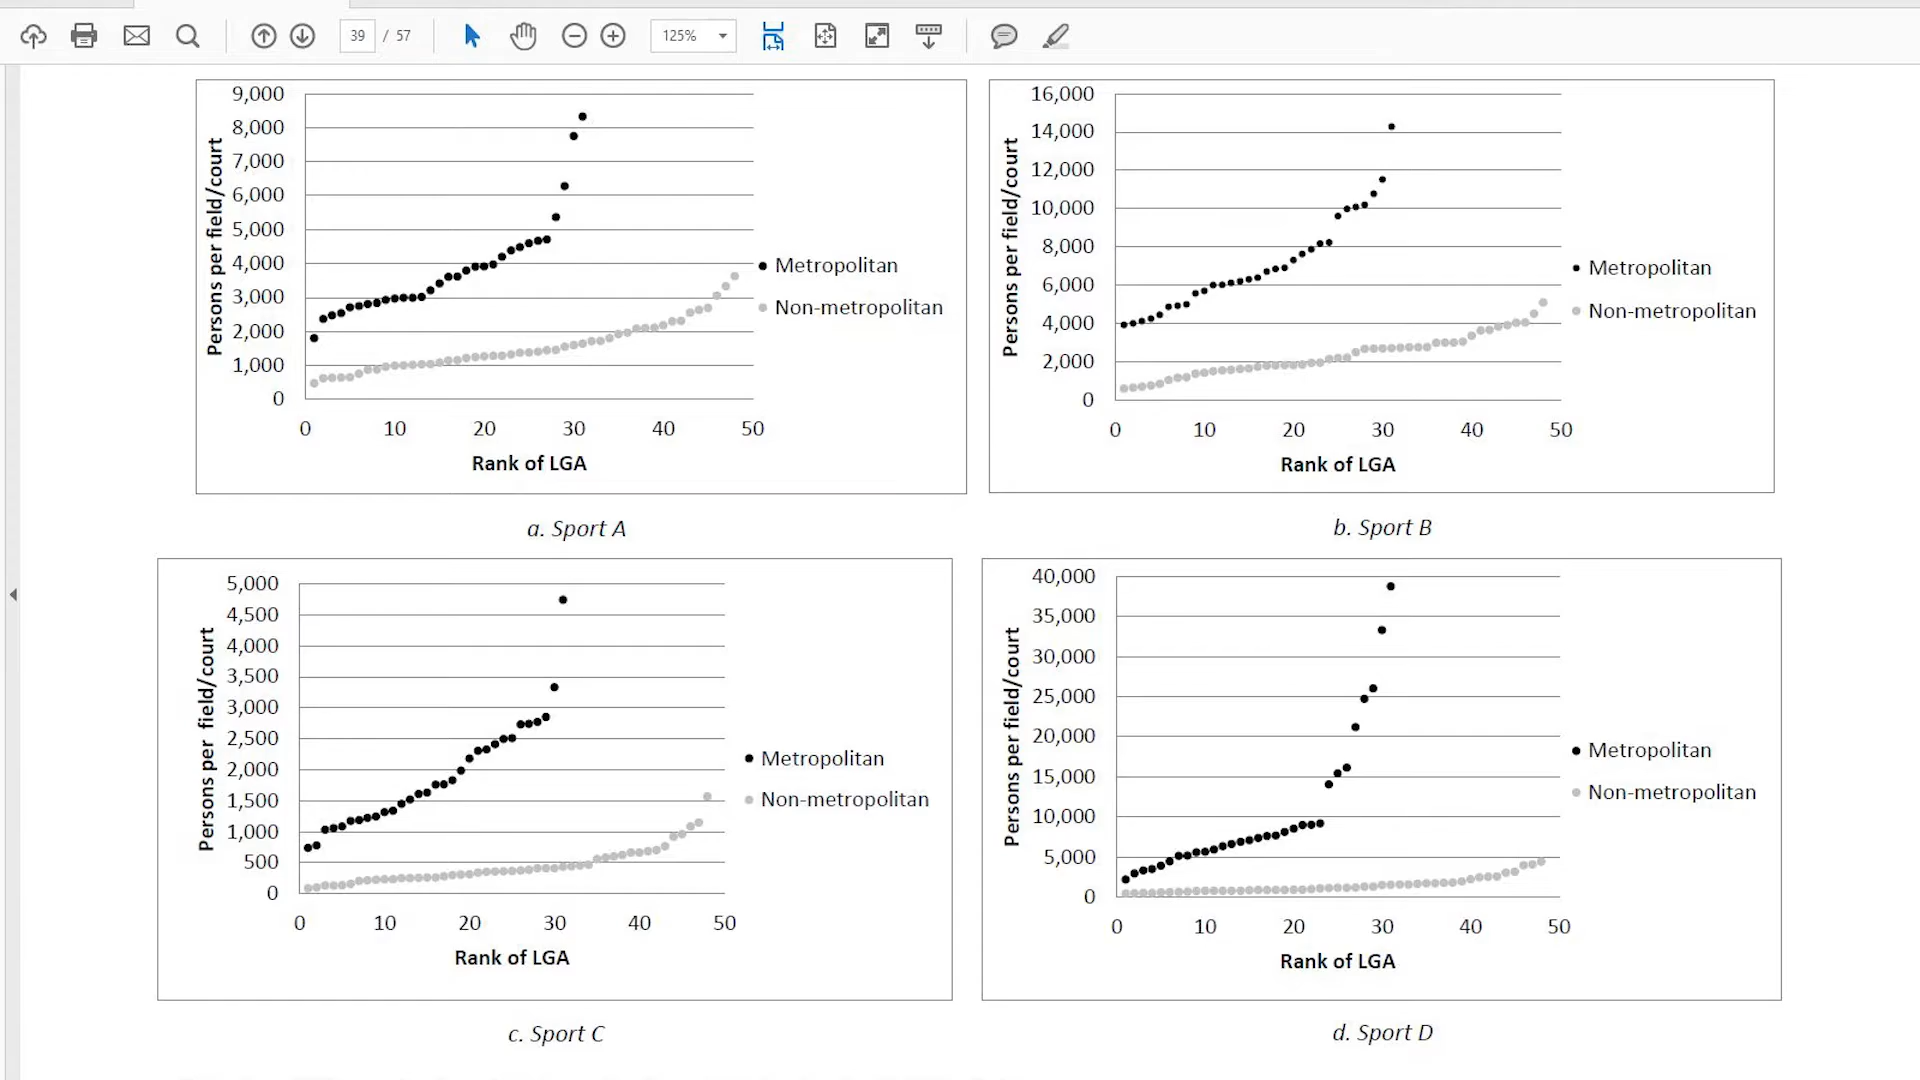 39 / 57
125%
9,000
8,000
7,000
6,000
5,000
4,000
3,000
2,000
1,000
0
Persons per field/court
0 10 20 30 40 50
Rank of LGA
Metropolitan
Non-metropolitan
a. Sport A
16,000
14,000
12,000
10,000
8,000
6,000
4,000
2,000
0
Persons per field/court
0 10 20 30 40 50
Rank of LGA
Metropolitan
Non-metropolitan
b. Sport B
5,000
4,500
4,000
3,500
3,000
2,500
2,000
1,500
1,000
500
0
Persons per field/court
0 10 20 30 40 50
Rank of LGA
Metropolitan
Non-metropolitan
c. Sport C
40,000
35,000
30,000
25,000
20,000
15,000
10,000
5,000
0
Persons per field/court
0 10 20 30 40 50
Rank of LGA
Metropolitan
Non-metropolitan
d. Sport D